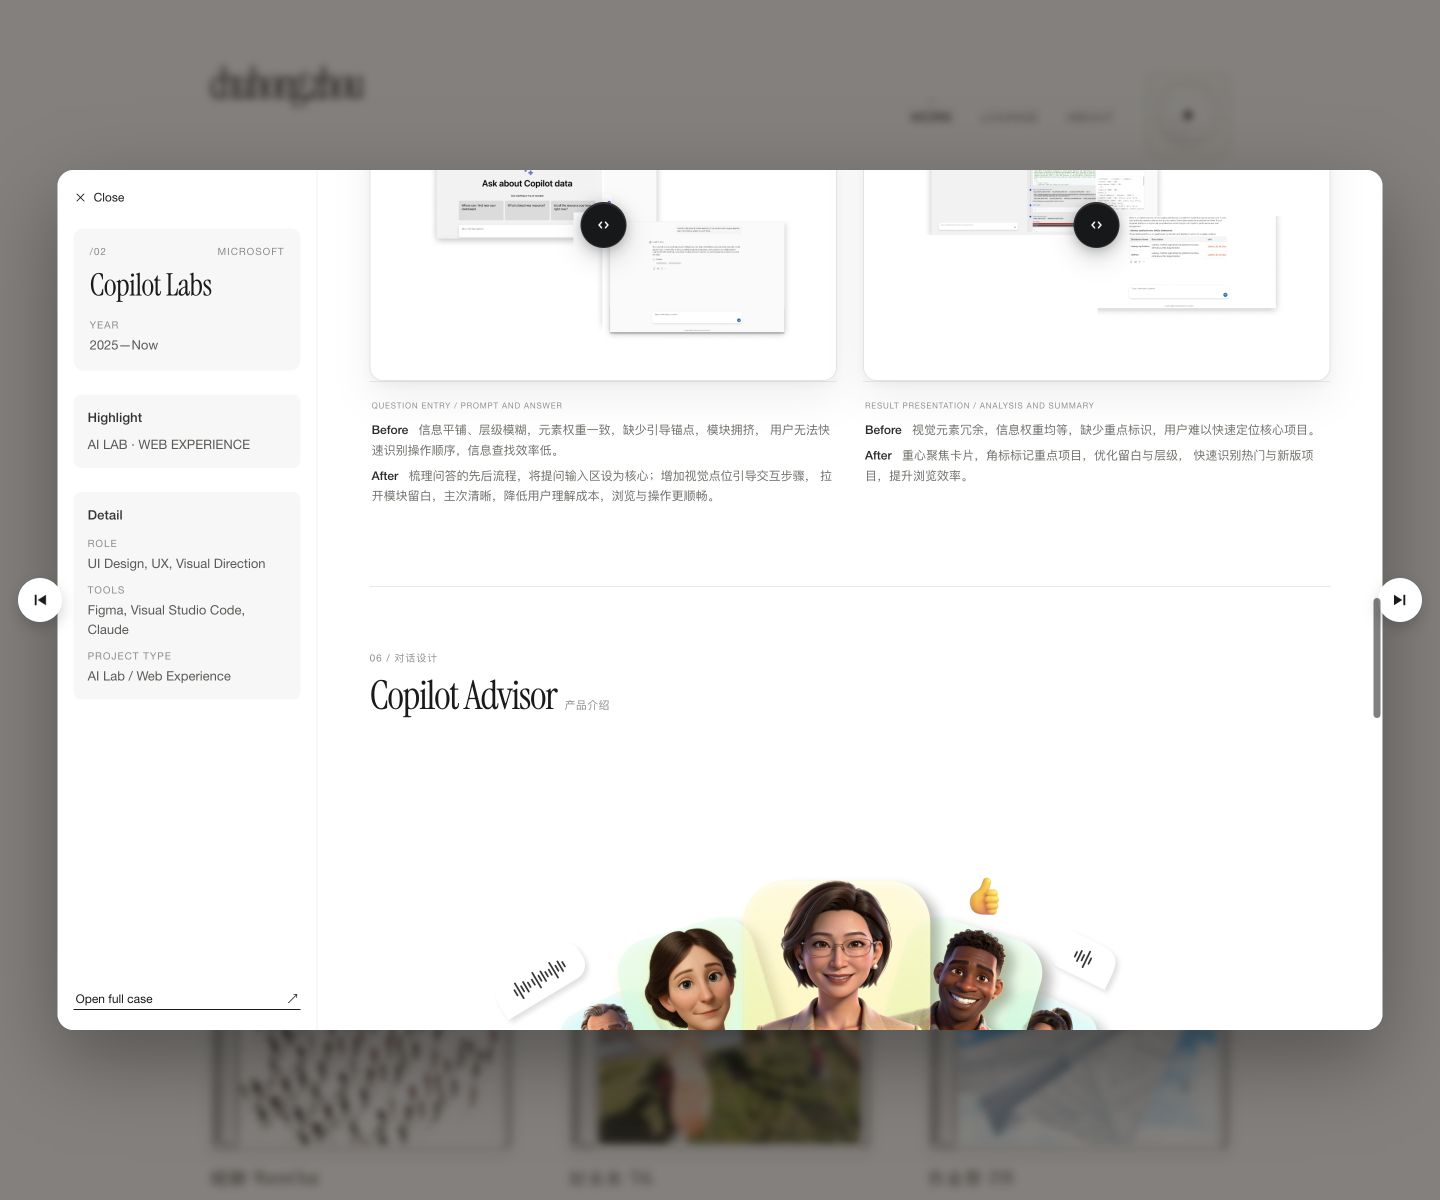 chuhongzhou
HOME
LOUNGE
ABOUT
Close
/02
MICROSOFT
Copilot Labs
YEAR
2025—Now
Highlight
AI LAB · WEB EXPERIENCE
Detail
ROLE
UI Design, UX, Visual Direction
TOOLS
Figma, Visual Studio Code,
Claude
PROJECT TYPE
AI Lab / Web Experience
Open full case
Ask about Copilot data
QUESTION ENTRY / PROMPT AND ANSWER
Before 信息平铺、层级模糊，元素权重一致，缺少引导锚点，模块拥挤， 用户无法快
速识别操作顺序，信息查找效率低。
After 梳理问答的先后流程，将提问输入区设为核心；增加视觉点位引导交互步骤， 拉
开模块留白，主次清晰，降低用户理解成本，浏览与操作更顺畅。
RESULT PRESENTATION / ANALYSIS AND SUMMARY
Before 视觉元素冗余，信息权重均等，缺少重点标识，用户难以快速定位核心项目。
After 重心聚焦卡片，角标标记重点项目，优化留白与层级， 快速识别热门与新版项
目，提升浏览效率。
06 / 对话设计
Copilot Advisor 产品介绍